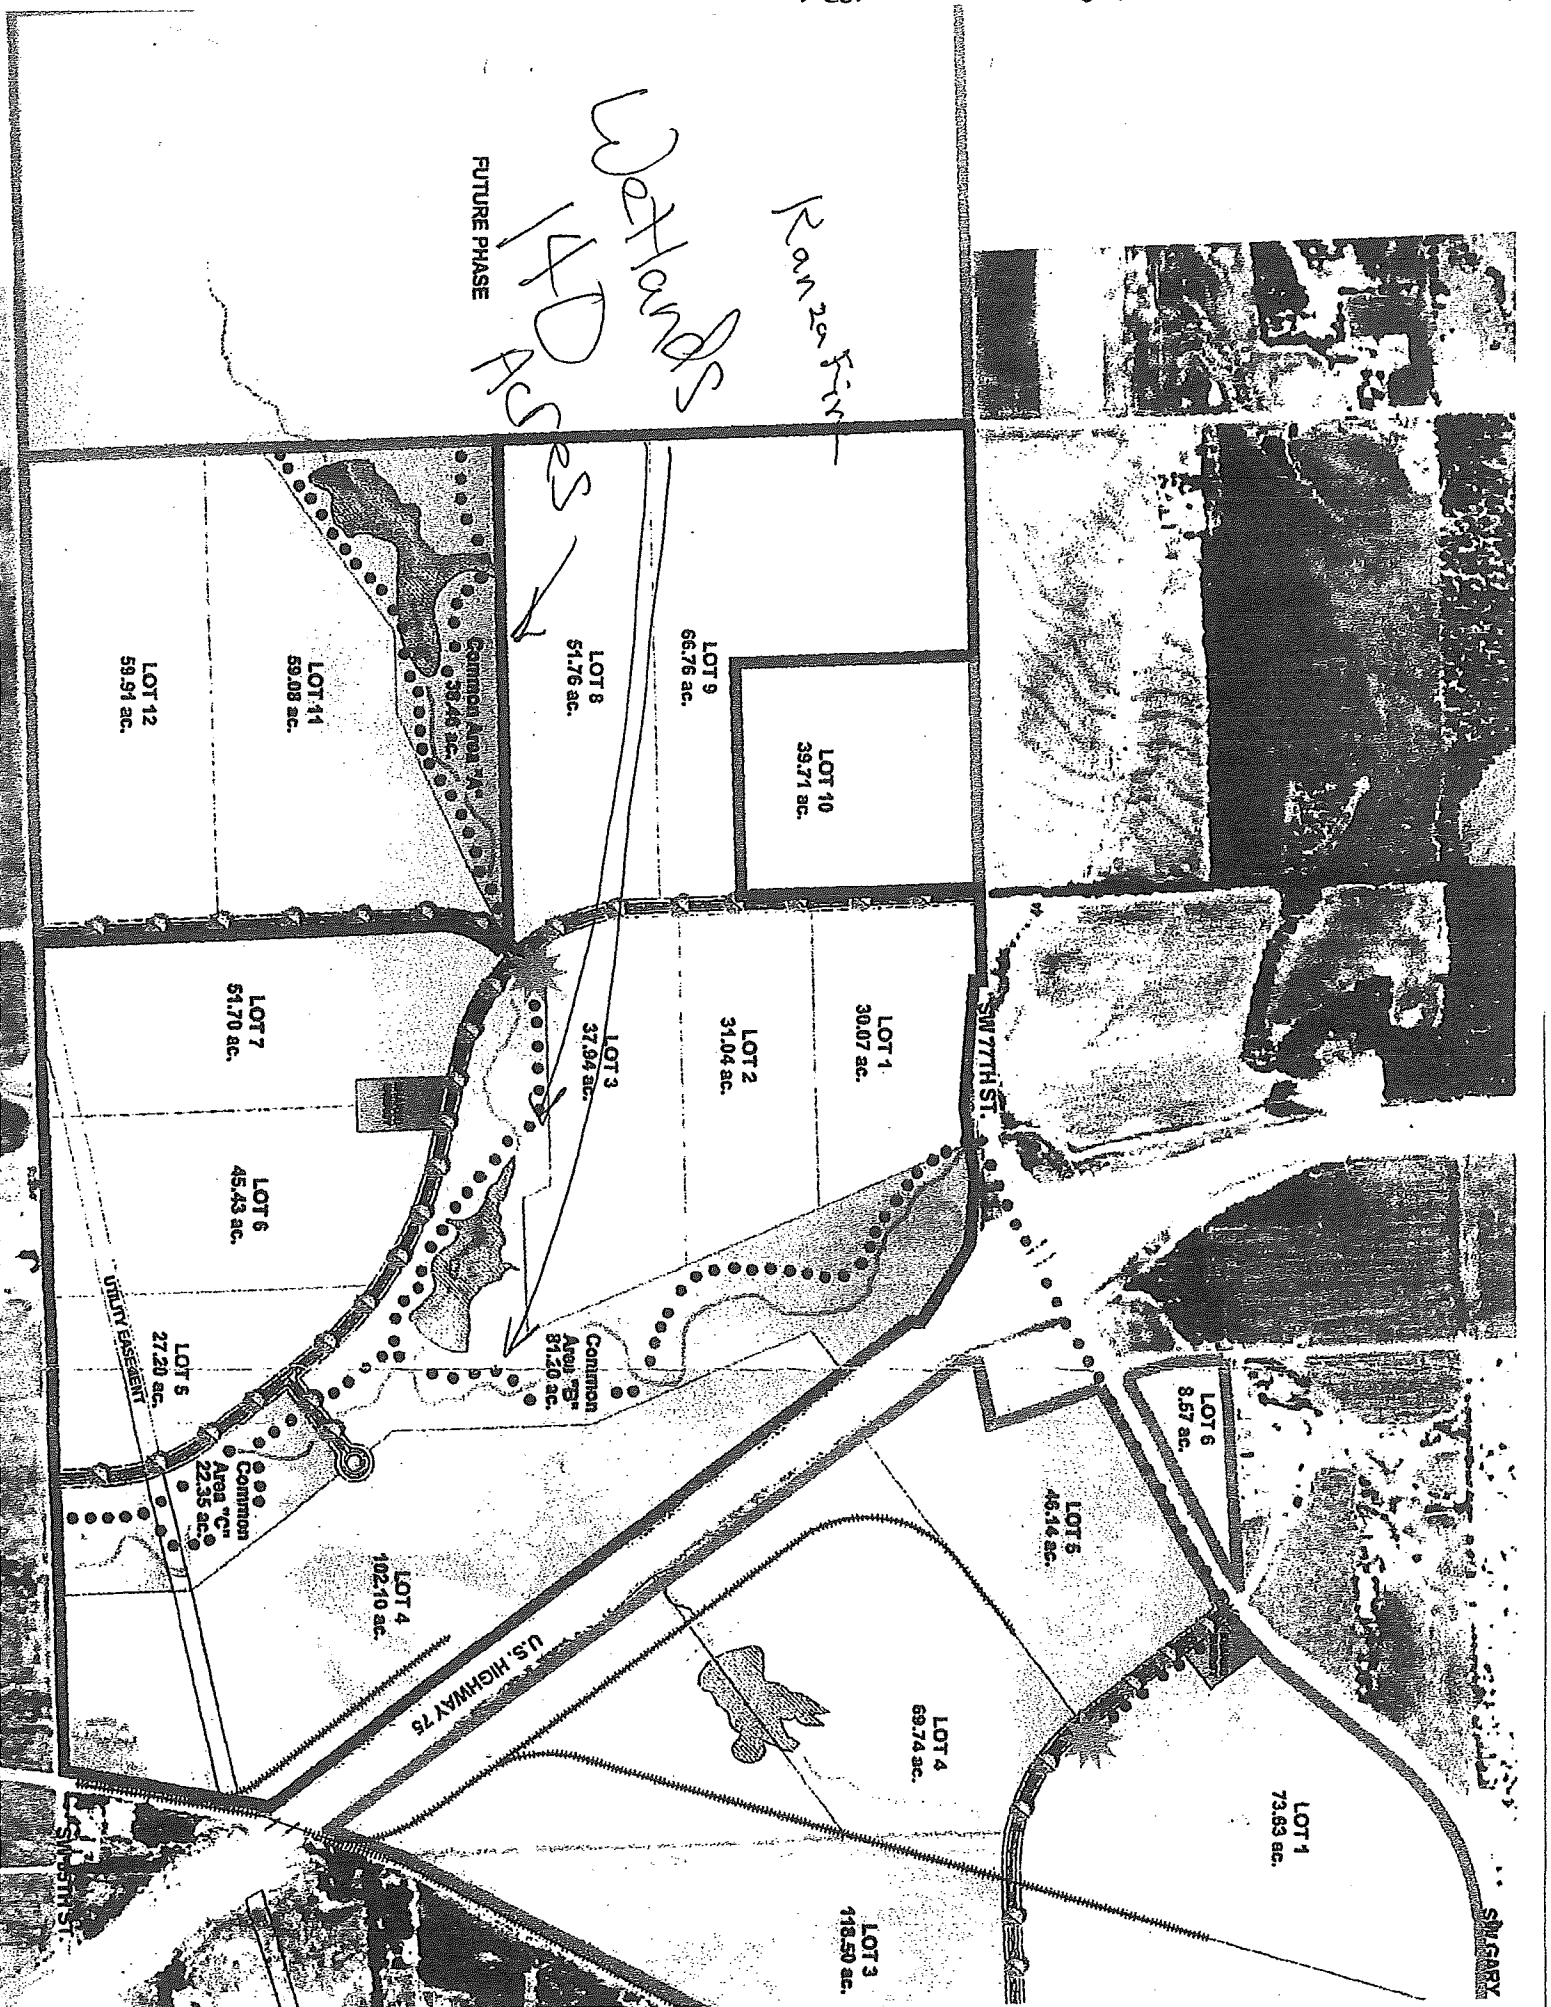 Kanza Fire
Wetlands
140
Acres
FUTURE PHASE
SW GARY
LOT 6
8.57 ac.
LOT 1
73.63 ac.
LOT 5
46.14 ac.
SW 77TH ST.
LOT 10
39.71 ac.
LOT 1
30.07 ac.
LOT 4
69.74 ac.
LOT 3
118.50 ac.
LOT 9
66.76 ac.
LOT 2
31.04 ac.
LOT 8
51.76 ac.
LOT 3
37.94 ac.
Common
Area "B"
81.20 ac.
U.S. HIGHWAY 75
Common Area "A"
38.46 ac.
LOT 4
102.10 ac.
LOT 11
59.08 ac.
LOT 7
51.70 ac.
LOT 6
45.43 ac.
Common
Area "C"
22.35 ac.
LOT 12
59.91 ac.
LOT 5
27.20 ac.
UTILITY EASEMENT